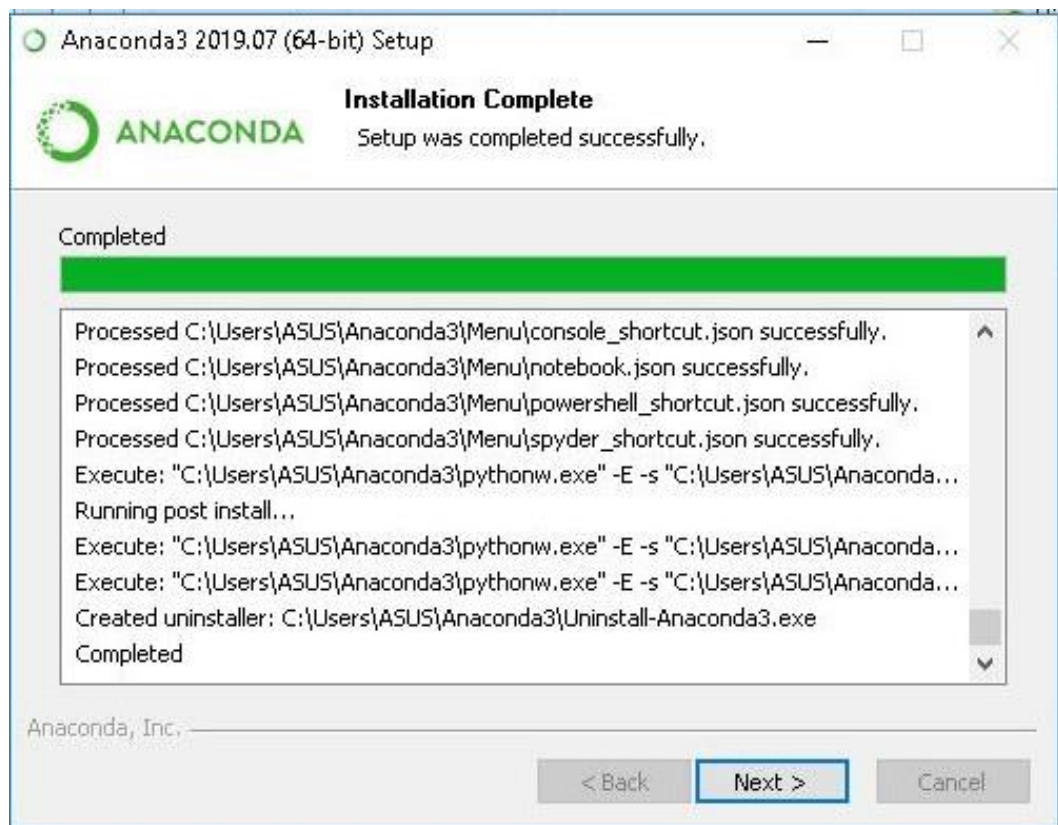 Anaconda3 2019.07 (64-bit) Setup
ANACONDA
Installation Complete
Setup was completed successfully.
Completed
Processed C:\Users\ASUS\Anaconda3\Menu\console_shortcut.json successfully.
Processed C:\Users\ASUS\Anaconda3\Menu\notebook.json successfully.
Processed C:\Users\ASUS\Anaconda3\Menu\powershell_shortcut.json successfully.
Processed C:\Users\ASUS\Anaconda3\Menu\spyder_shortcut.json successfully.
Execute: "C:\Users\ASUS\Anaconda3\pythonw.exe" -E -s "C:\Users\ASUS\Anaconda...
Running post install...
Execute: "C:\Users\ASUS\Anaconda3\pythonw.exe" -E -s "C:\Users\ASUS\Anaconda...
Execute: "C:\Users\ASUS\Anaconda3\pythonw.exe" -E -s "C:\Users\ASUS\Anaconda...
Created uninstaller: C:\Users\ASUS\Anaconda3\Uninstall-Anaconda3.exe
Completed
Anaconda, Inc.
< Back Next > Cancel